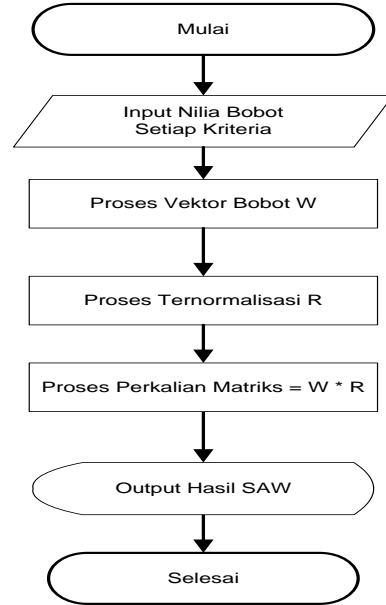 Mulai
Input Nilia Bobot
Setiap Kriteria
Proses Vektor Bobot W
Proses Ternormalisasi R
Proses Perkalian Matriks = W * R
Output Hasil SAW
Selesai